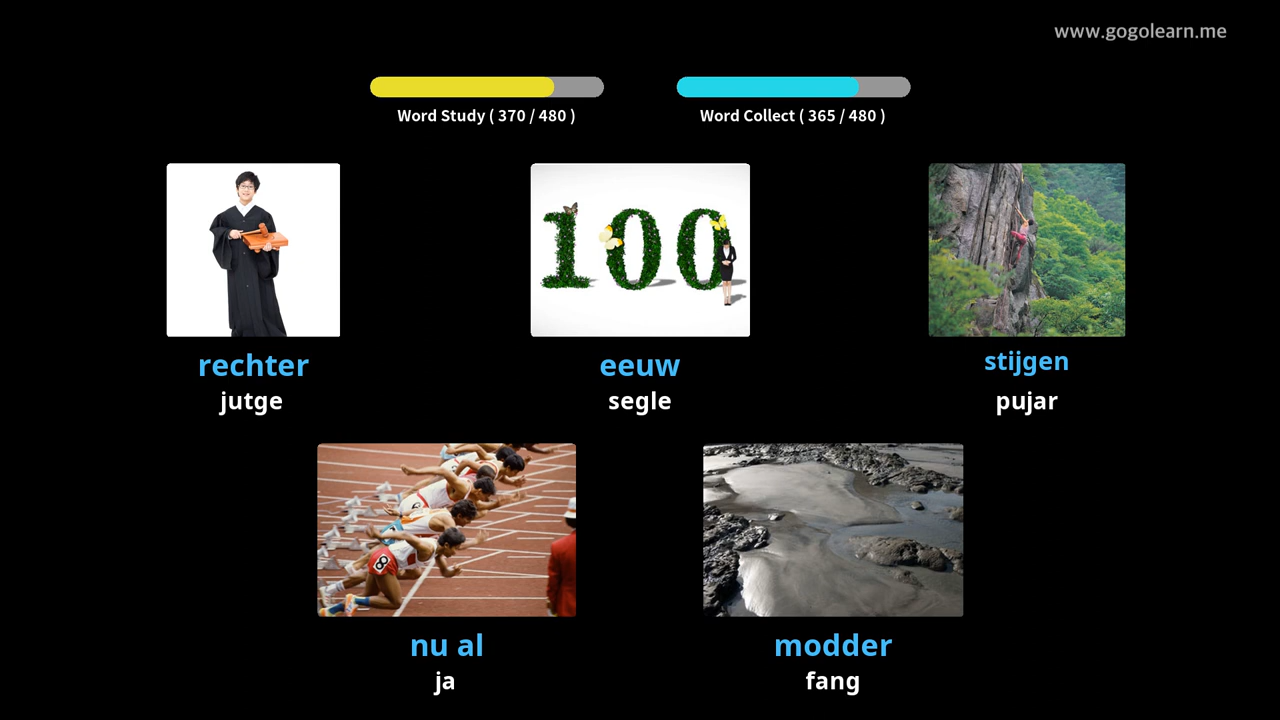 www.gogolearn.me
Word Study ( 370 / 480 )
Word Collect ( 365 / 480 )
100
rechter
jutge
eeuw
segle
stijgen
pujar
8
nu al
ja
modder
fang